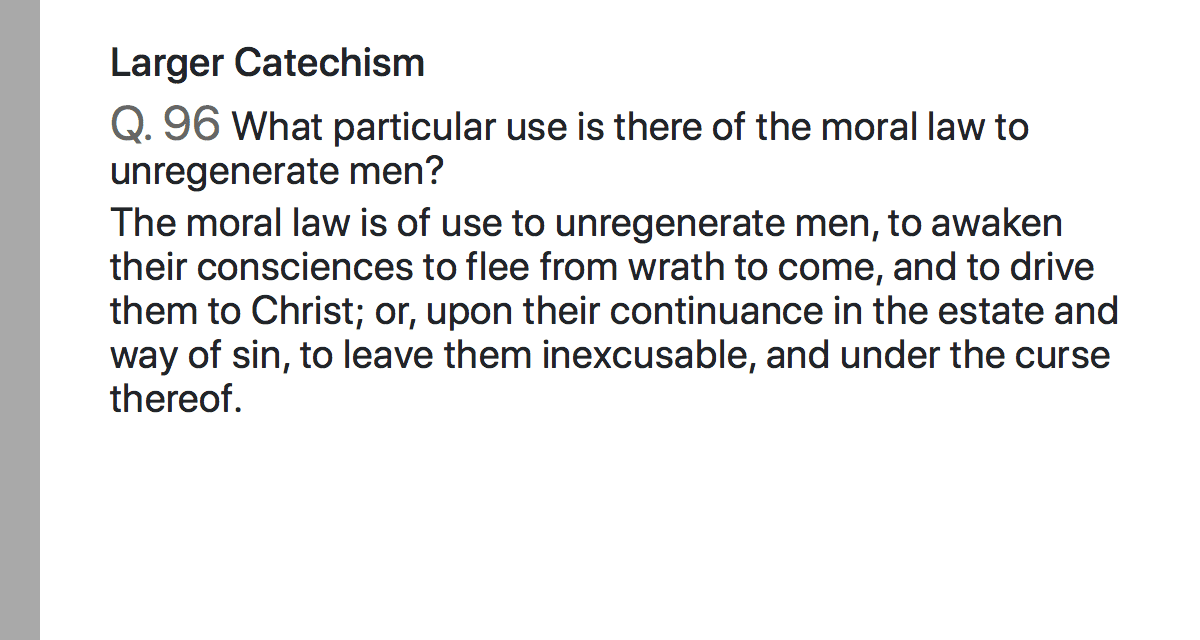 Larger Catechism
Q. 96 What particular use is there of the moral law to
unregenerate men?
The moral law is of use to unregenerate men, to awaken
their consciences to flee from wrath to come, and to drive
them to Christ; or, upon their continuance in the estate and
way of sin, to leave them inexcusable, and under the curse
thereof.